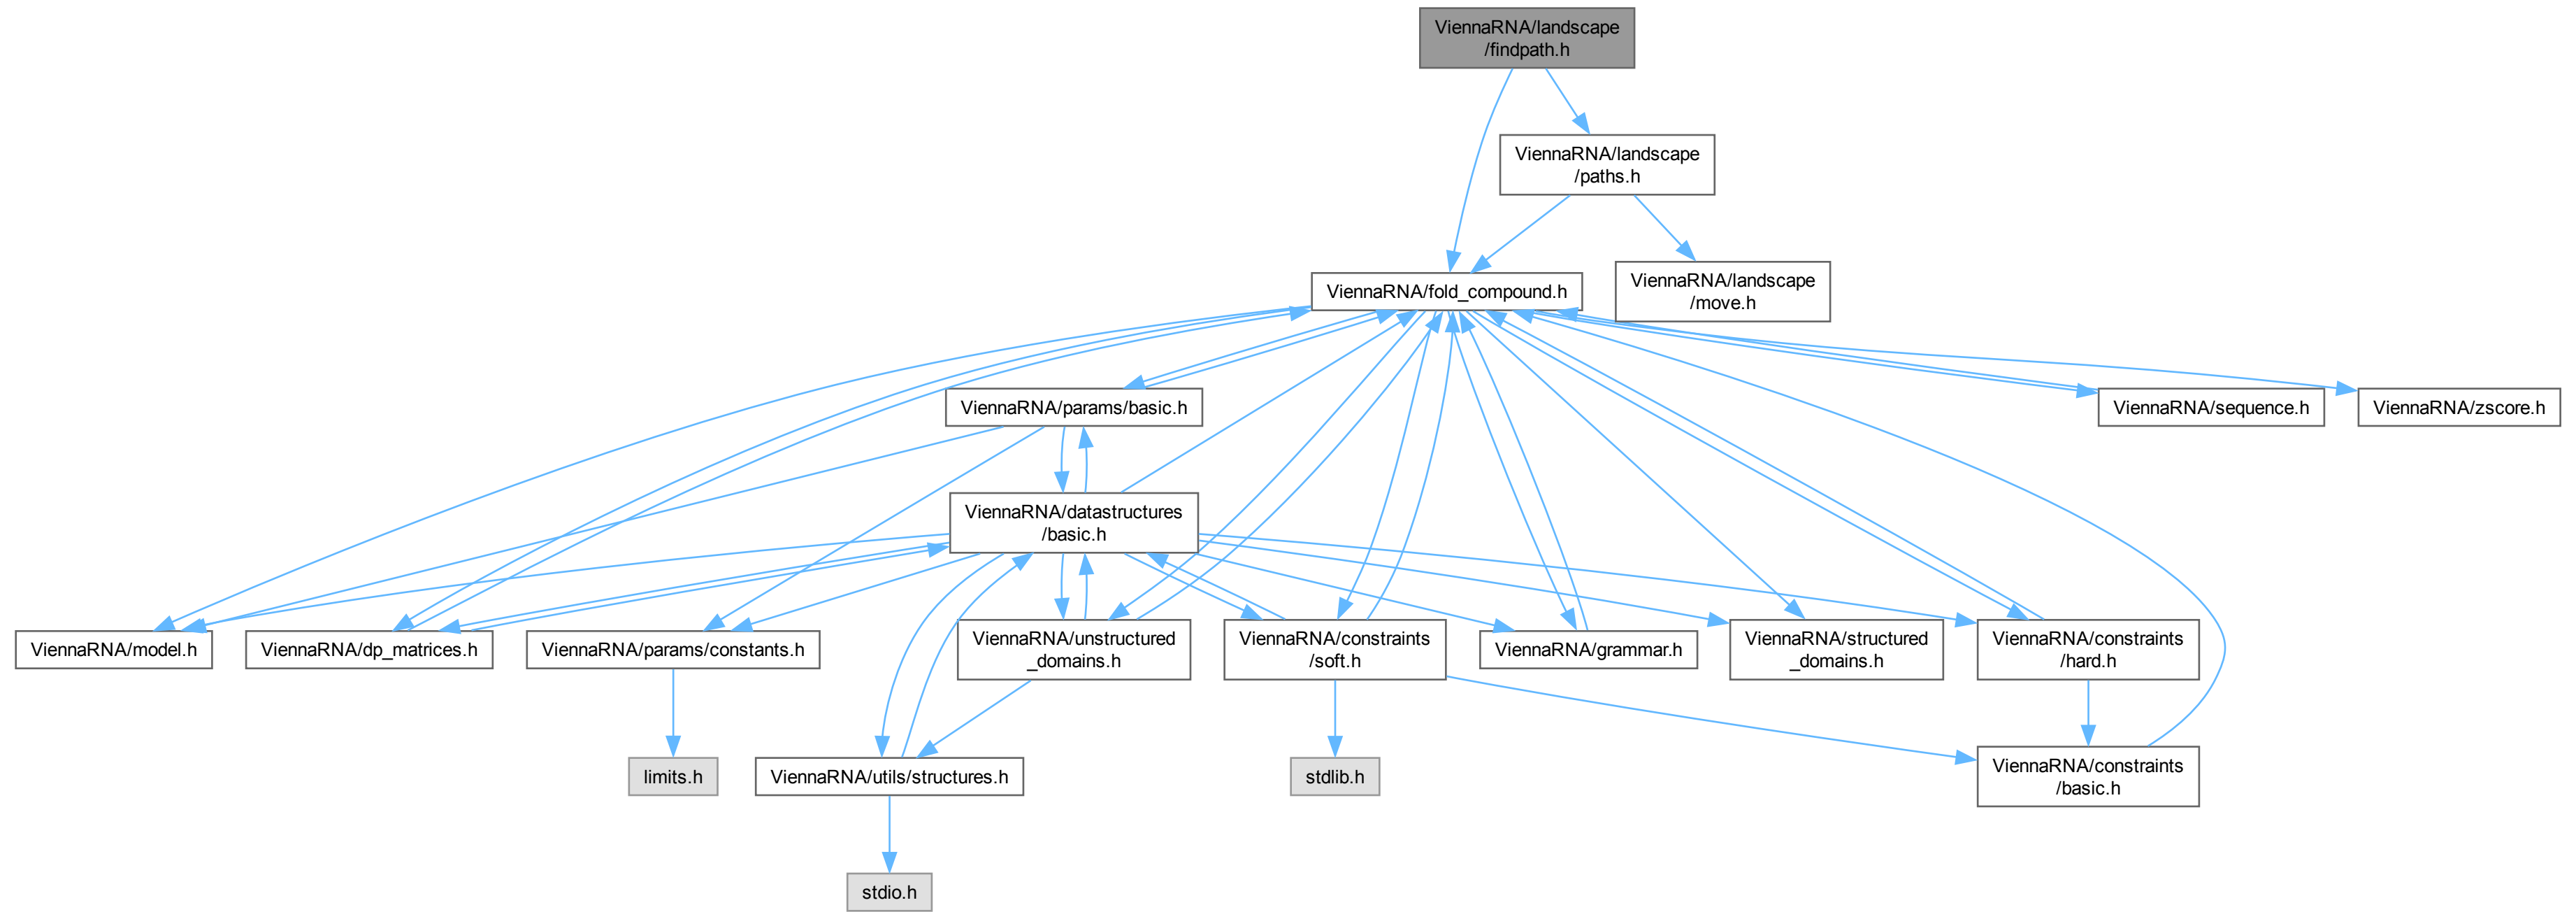 ViennaRNA/landscape
/findpath.h
ViennaRNA/landscape
/paths.h
ViennaRNA/fold_compound.h
ViennaRNA/landscape
/move.h
ViennaRNA/params/basic.h
ViennaRNA/sequence.h
ViennaRNA/zscore.h
ViennaRNA/datastructures
/basic.h
ViennaRNA/model.h
ViennaRNA/dp_matrices.h
ViennaRNA/params/constants.h
ViennaRNA/unstructured
_domains.h
ViennaRNA/constraints
/soft.h
ViennaRNA/grammar.h
ViennaRNA/structured
_domains.h
ViennaRNA/constraints
/hard.h
limits.h
ViennaRNA/utils/structures.h
stdlib.h
ViennaRNA/constraints
/basic.h
stdio.h